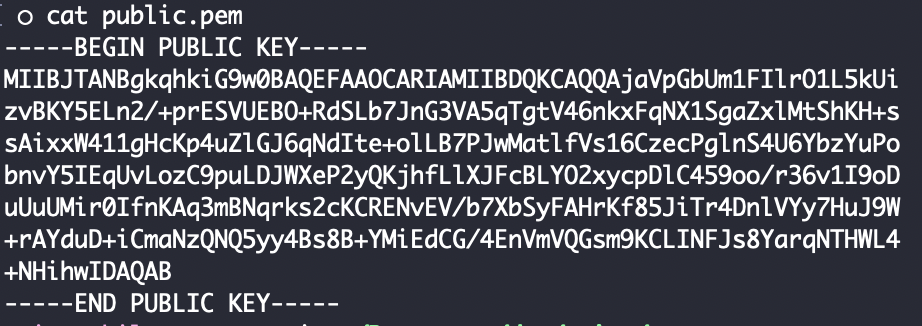 ○ cat public.pem
-----BEGIN PUBLIC KEY-----
MIIBJTANBgkqhkiG9w0BAQEFAAOCARIAMIIBDQKCAQQAjaVpGbUm1FIlrO1L5kUi
zvBKY5ELn2/+prESVUEBO+RdSLb7JnG3VA5qTgtV46nkxFqNX1SgaZxlMtShKH+s
sAixxW411gHcKp4uZlGJ6qNdIte+olLB7PJwMatlfVs16CzecPglnS4U6YbzYuPo
bnvY5IEqUvLozC9puLDJWXeP2yQKjhfLlXJFcBLYO2xycpDlC459oo/r36v1I9oD
uUuUMir0IfnKAq3mBNqrks2cKCRENvEV/b7XbSyFAHrKf85JiTr4DnlVYy7HuJ9W
+rAYduD+iCmaNzQNQ5yy4Bs8B+YMiEdCG/4EnVmVQGsm9KCLINFJs8YarqNTHWL4
+NHihwIDAQAB
-----END PUBLIC KEY-----